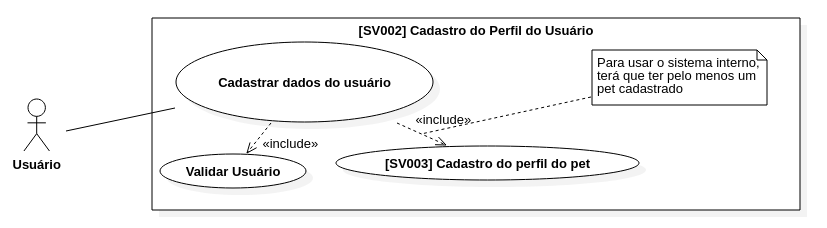 [SV002] Cadastro do Perfil do Usuário
Cadastrar dados do usuário
Para usar o sistema interno,
terá que ter pelo menos um
pet cadastrado
«include»
«include»
Usuário
Validar Usuário
[SV003] Cadastro do perfil do pet